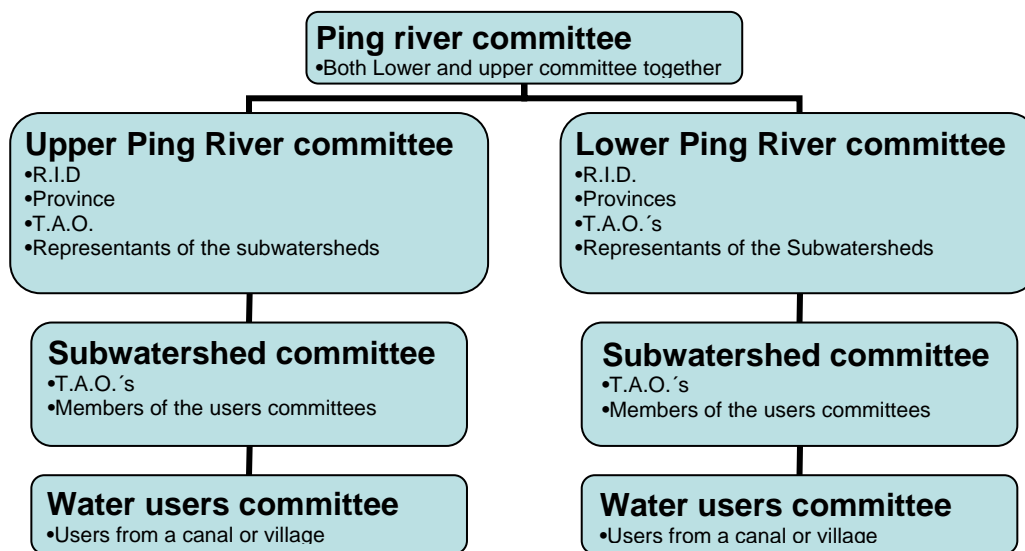 Ping river committee
•Both Lower and upper committee together
Upper Ping River committee
•R.I.D
•Province
•T.A.O.
•Representants of the subwatersheds
Lower Ping River committee
•R.I.D.
•Provinces
•T.A.O.´s
•Representants of the Subwatersheds
Subwatershed committee
•T.A.O.´s
•Members of the users committees
Subwatershed committee
•T.A.O.´s
•Members of the users committees
Water users committee
•Users from a canal or village
Water users committee
•Users from a canal or village